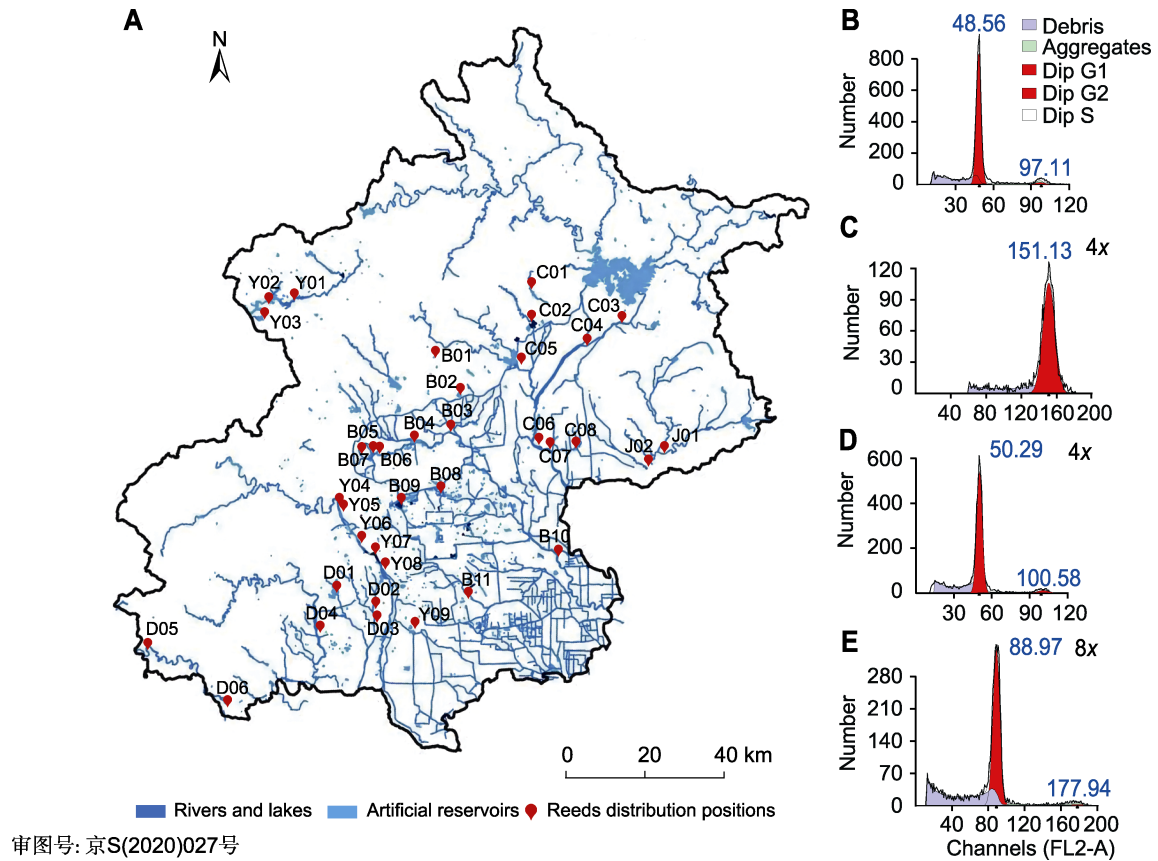 A
N
Y02 Y01
Y03
C01
C02
C03
C04
C05
B01
B02
B03
B04
B05
B07 B06
C06
C08
C07
J01
J02
Y04
B09
B08
Y05
Y06
Y07
Y08
B10
D01
D02
B11
D04
D03
Y09
D05
D06
0 20 40 km
Rivers and lakes
Artificial reservoirs
Reeds distribution positions
审图号: 京S(2020)027号
B
48.56
Debris
Aggregates
Dip G1
Dip G2
Dip S
97.11
Number
800
600
400
200
0
30 60 90 120
C
151.13 4x
Number
120
90
60
30
0
40 80 120 160 200
D
50.29 4x
100.58
Number
600
400
200
0
30 60 90 120
E
88.97 8x
177.94
Number
280
210
140
70
0
40 80 120 160 200
Channels (FL2-A)